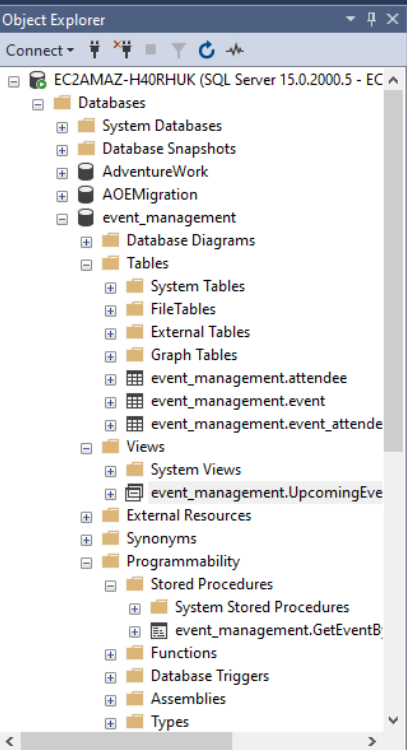 Object Explorer
Connect
EC2AMAZ-H40RHUK (SQL Server 15.0.2000.5 - EC
Databases
System Databases
Database Snapshots
AdventureWork
AOEMigration
event_management
Database Diagrams
Tables
System Tables
FileTables
External Tables
Graph Tables
event_management.attendee
event_management.event
event_management.event_attende
Views
System Views
event_management.UpcomingEve
External Resources
Synonyms
Programmability
Stored Procedures
System Stored Procedures
event_management.GetEventBy
Functions
Database Triggers
Assemblies
Types